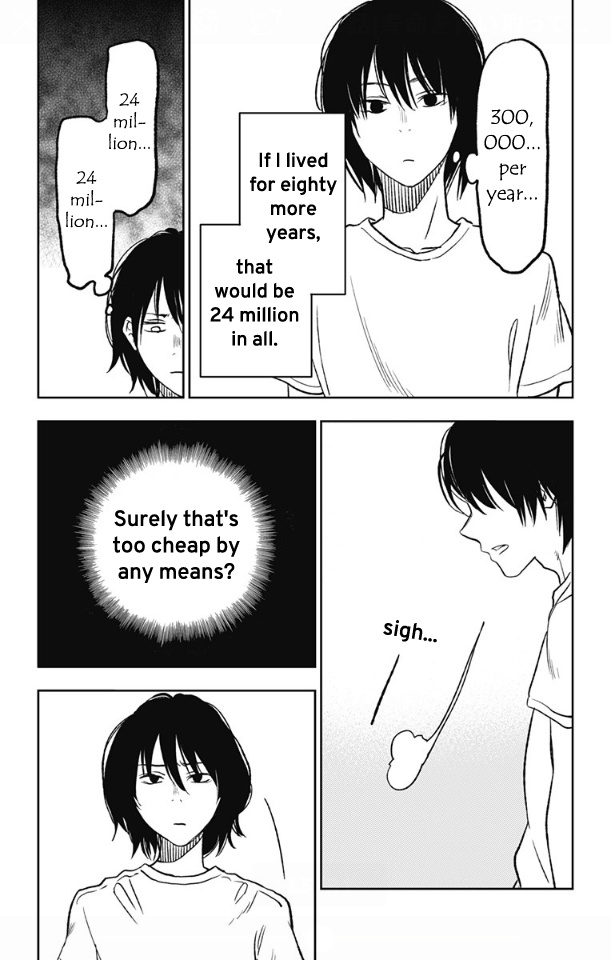 300,
000...
per
year...
If I lived
for eighty
more
years,
that
would be
24 million
in all.
24
mil-
lion...
24
mil-
lion...
sigh...
Surely that's
too cheap by
any means?